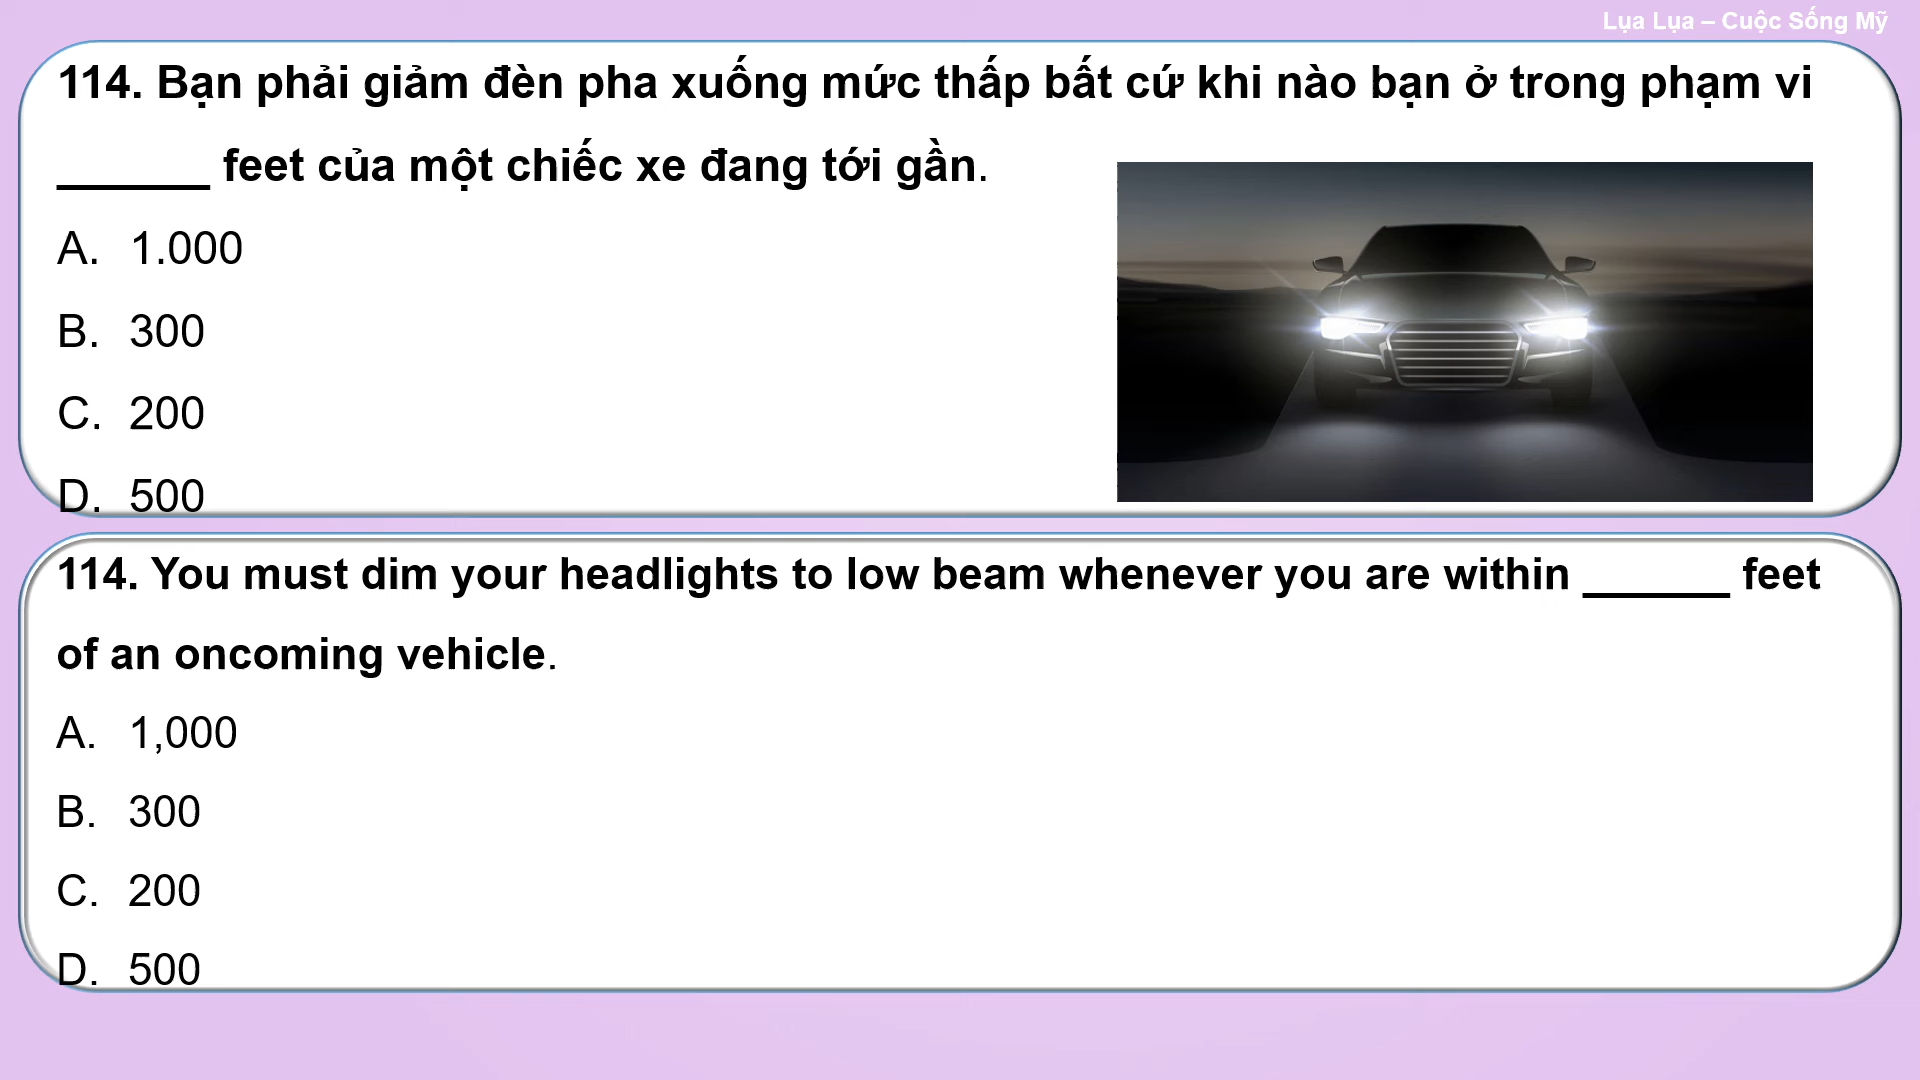 Lụa Lụa – Cuộc Sống Mỹ
114. Bạn phải giảm đèn pha xuống mức thấp bất cứ khi nào bạn ở trong phạm vi
______ feet của một chiếc xe đang tới gần.
A. 1.000
B. 300
C. 200
D. 500
114. You must dim your headlights to low beam whenever you are within ______ feet
of an oncoming vehicle.
A. 1,000
B. 300
C. 200
D. 500